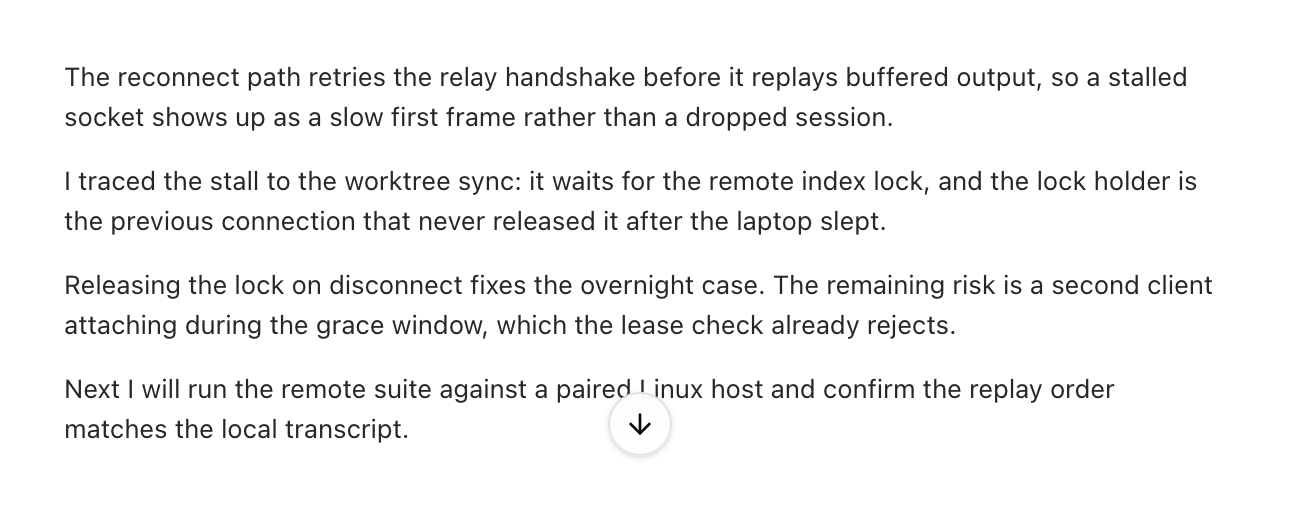 The reconnect path retries the relay handshake before it replays buffered output, so a stalled
socket shows up as a slow first frame rather than a dropped session.
I traced the stall to the worktree sync: it waits for the remote index lock, and the lock holder is
the previous connection that never released it after the laptop slept.
Releasing the lock on disconnect fixes the overnight case. The remaining risk is a second client
attaching during the grace window, which the lease check already rejects.
Next I will run the remote suite against a paired Linux host and confirm the replay order
matches the local transcript.